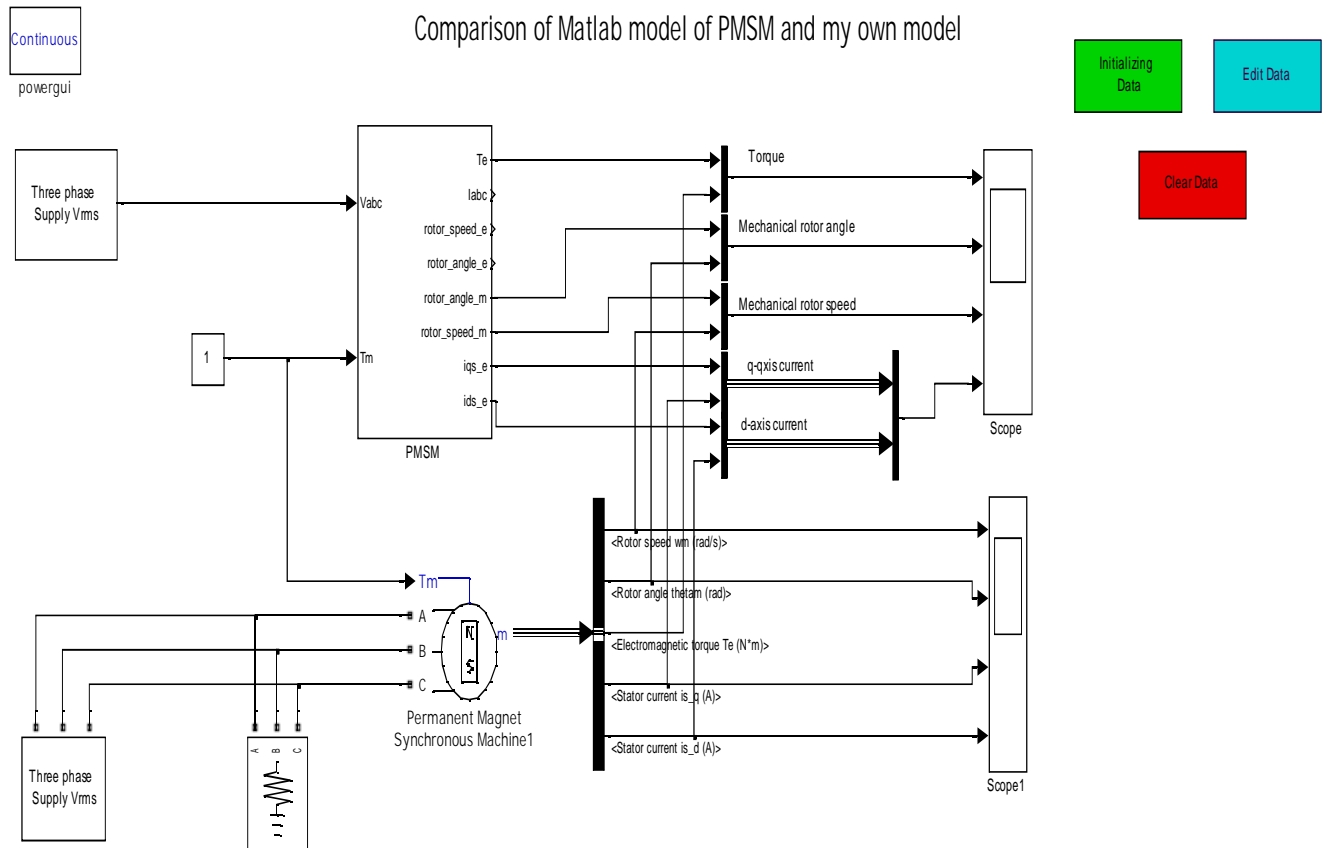 Comparison of Matlab model of PMSM and my own model
Continuous
powergui
Initializing
Data
Edit Data
Clear Data
Three phase
Supply Vrms
Vabc
Tm
Te
Iabc
rotor_speed_e
rotor_angle_e
rotor_angle_m
rotor_speed_m
iqs_e
ids_e
PMSM
1
Torque
Mechanical rotor angle
Mechanical rotor speed
q-qxis current
d-axis current
Scope
<Rotor speed wm (rad/s)>
<Rotor angle thetam (rad)>
<Electromagnetic torque Te (N*m)>
<Stator current is_q (A)>
<Stator current is_d (A)>
Scope1
Tm
A
B
C
N
S
m
Permanent Magnet
Synchronous Machine1
Three phase
Supply Vrms
A
B
C